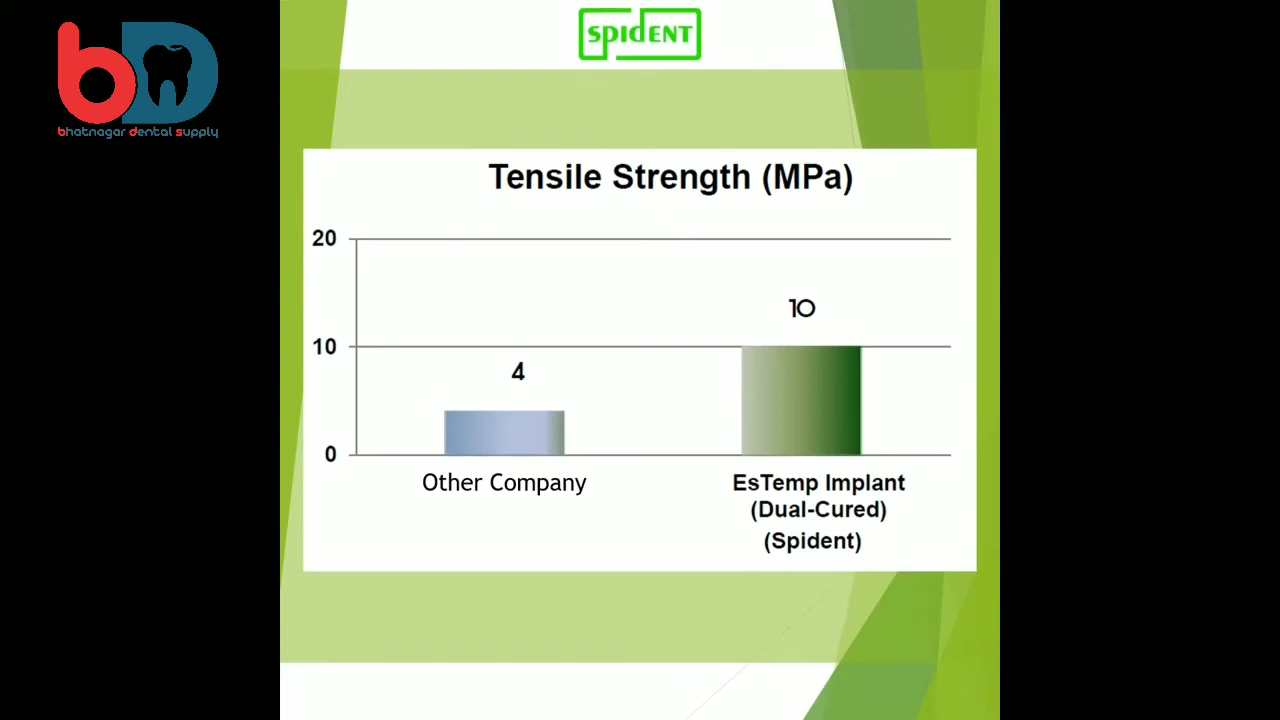 bhatnagar dental supply
SPIDENT
Tensile Strength (MPa)
20
10
0
4
10
Other Company
EsTemp Implant
(Dual-Cured)
(Spident)